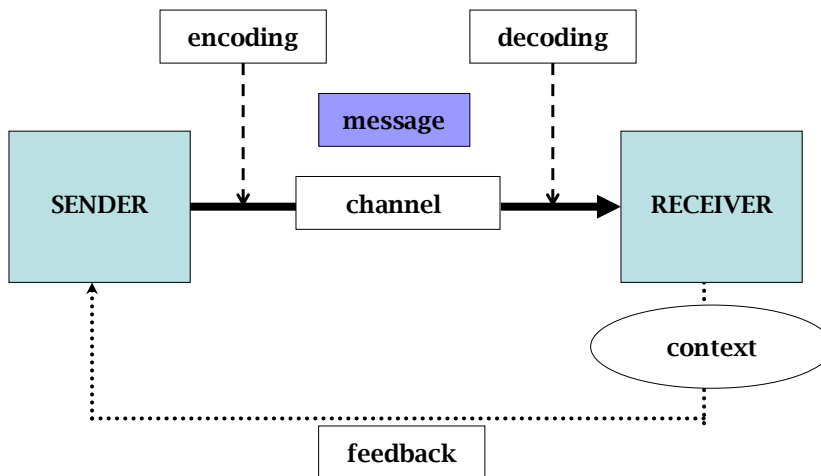 encoding
decoding
message
SENDER
channel
RECEIVER
context
feedback